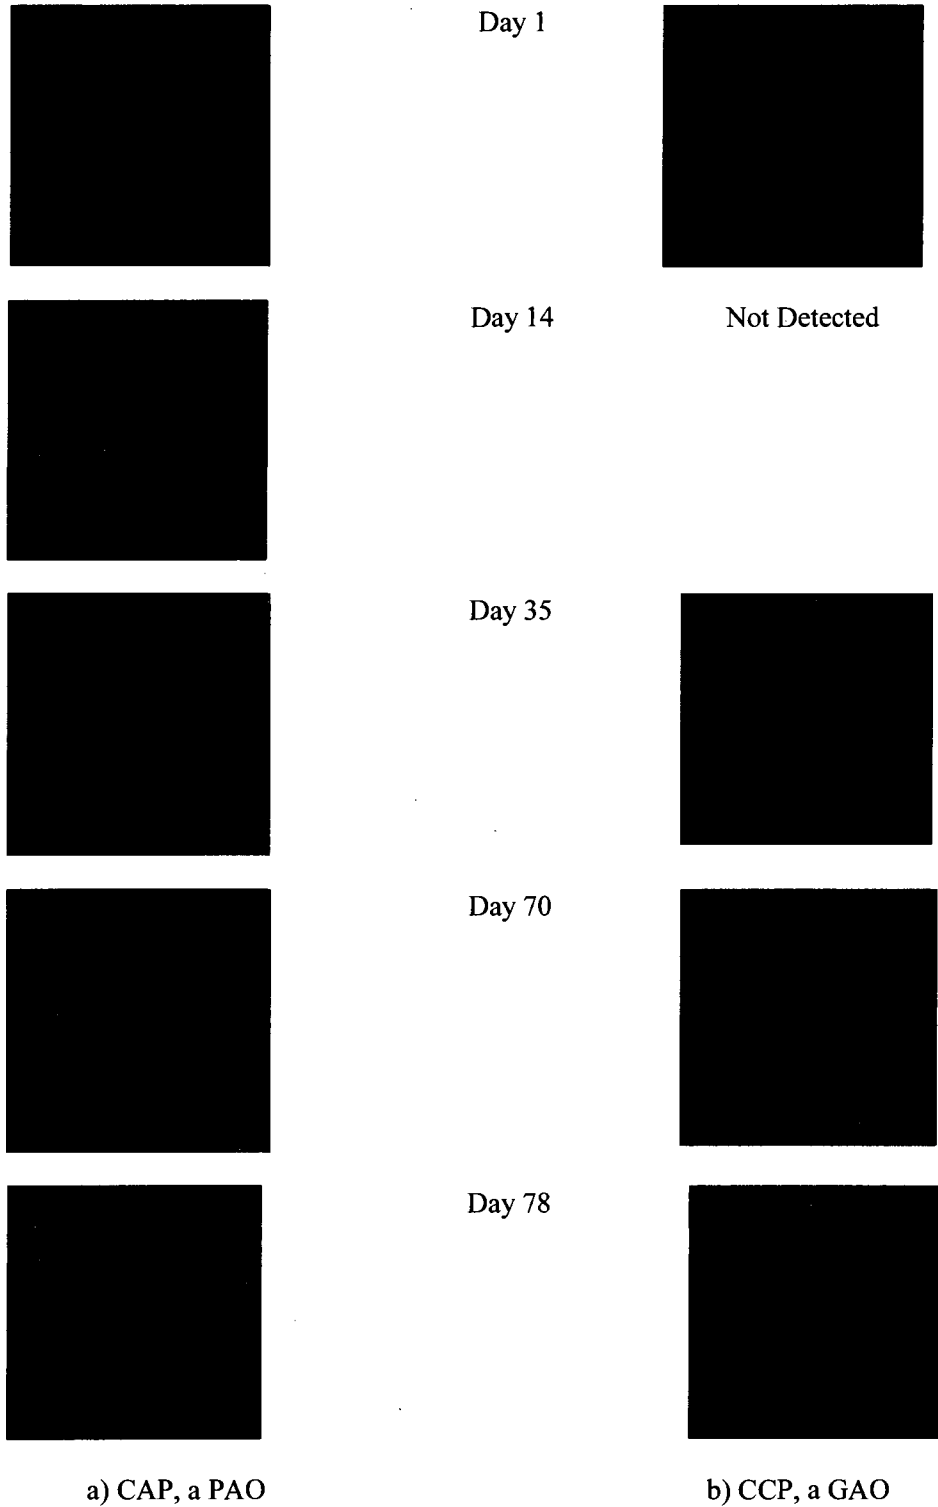 Day 1
Day 14
Not Detected
Day 35
Day 70
Day 78
a) CAP, a PAO
b) CCP, a GAO